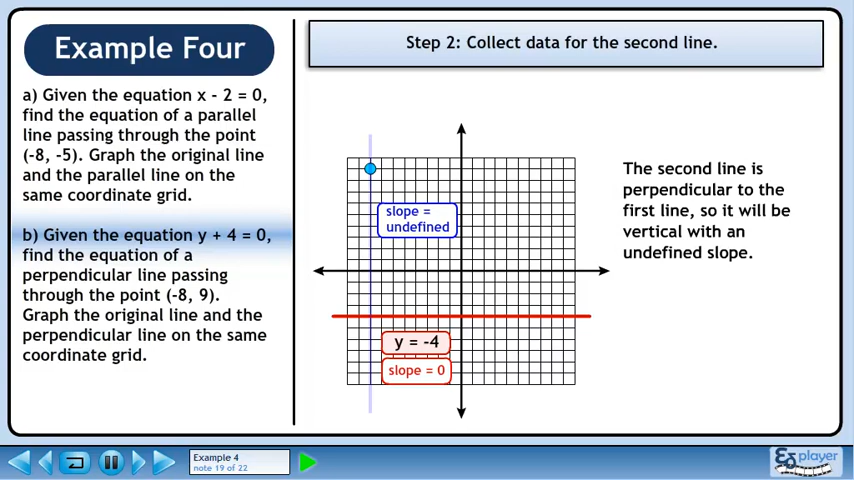 Example Four
Step 2: Collect data for the second line.
a) Given the equation x - 2 = 0,
find the equation of a parallel
line passing through the point
(-8, -5). Graph the original line
and the parallel line on the
same coordinate grid.
b) Given the equation y + 4 = 0,
find the equation of a
perpendicular line passing
through the point (-8, 9).
Graph the original line and the
perpendicular line on the same
coordinate grid.
slope =
undefined
y = -4
slope = 0
The second line is
perpendicular to the
first line, so it will be
vertical with an
undefined slope.
Example 4
note 19 of 22
player